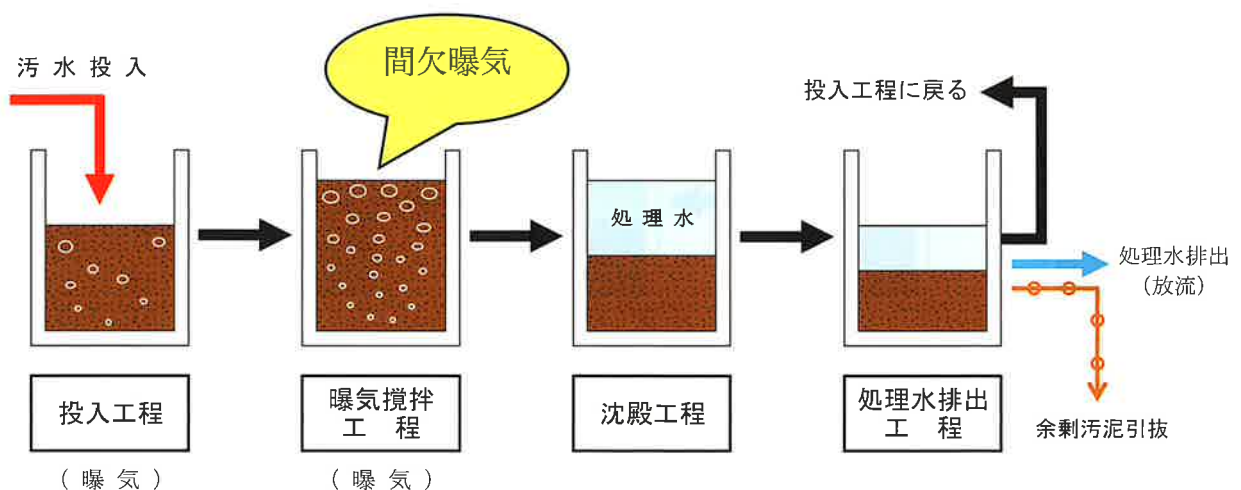 汚水投入
間欠曝気
投入工程に戻る
処理水
処理水排出
（放流）
投入工程
曝気攪拌
工程
沈殿工程
処理水排出
工程
余剰汚泥引抜
（曝気）
（曝気）